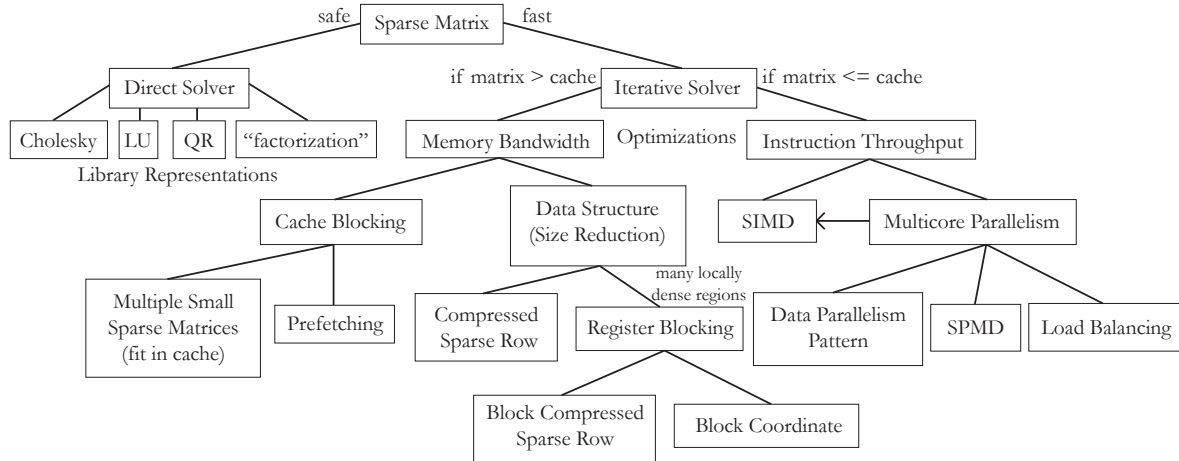 safe
Sparse Matrix
fast
Direct Solver
if matrix > cache
Iterative Solver
if matrix <= cache
Cholesky
LU
QR
“factorization”
Library Representations
Memory Bandwidth
Optimizations
Instruction Throughput
Cache Blocking
Data Structure
(Size Reduction)
SIMD
Multicore Parallelism
Multiple Small
Sparse Matrices
(fit in cache)
Prefetching
many locally
dense regions
Compressed
Sparse Row
Register Blocking
Data Parallelism
Pattern
SPMD
Load Balancing
Block Compressed
Sparse Row
Block Coordinate